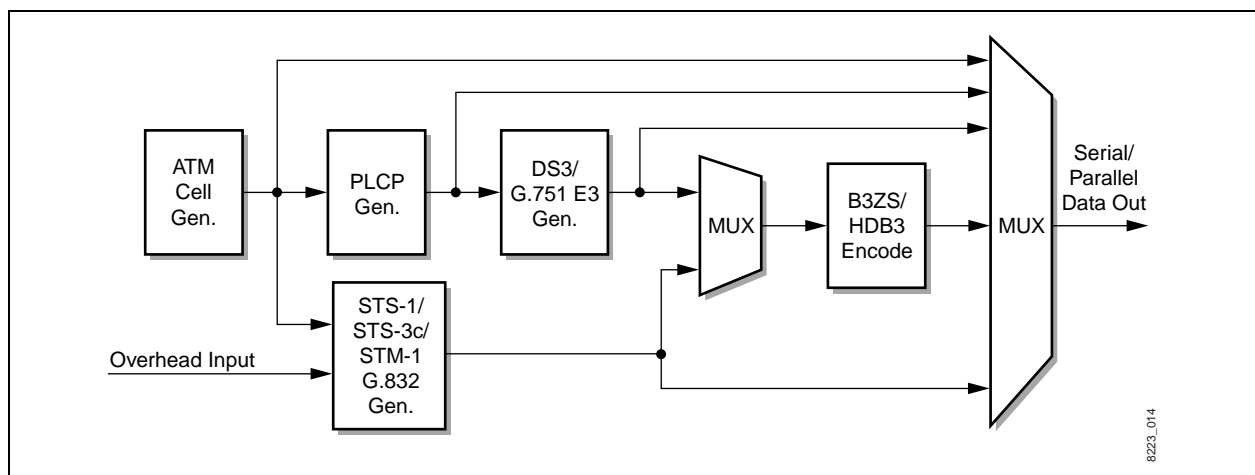 ATM
Cell
Gen.
PLCP
Gen.
DS3/
G.751 E3
Gen.
MUX
B3ZS/
HDB3
Encode
MUX
Serial/
Parallel
Data Out
STS-1/
STS-3c/
STM-1
G.832
Gen.
Overhead Input
8223_014